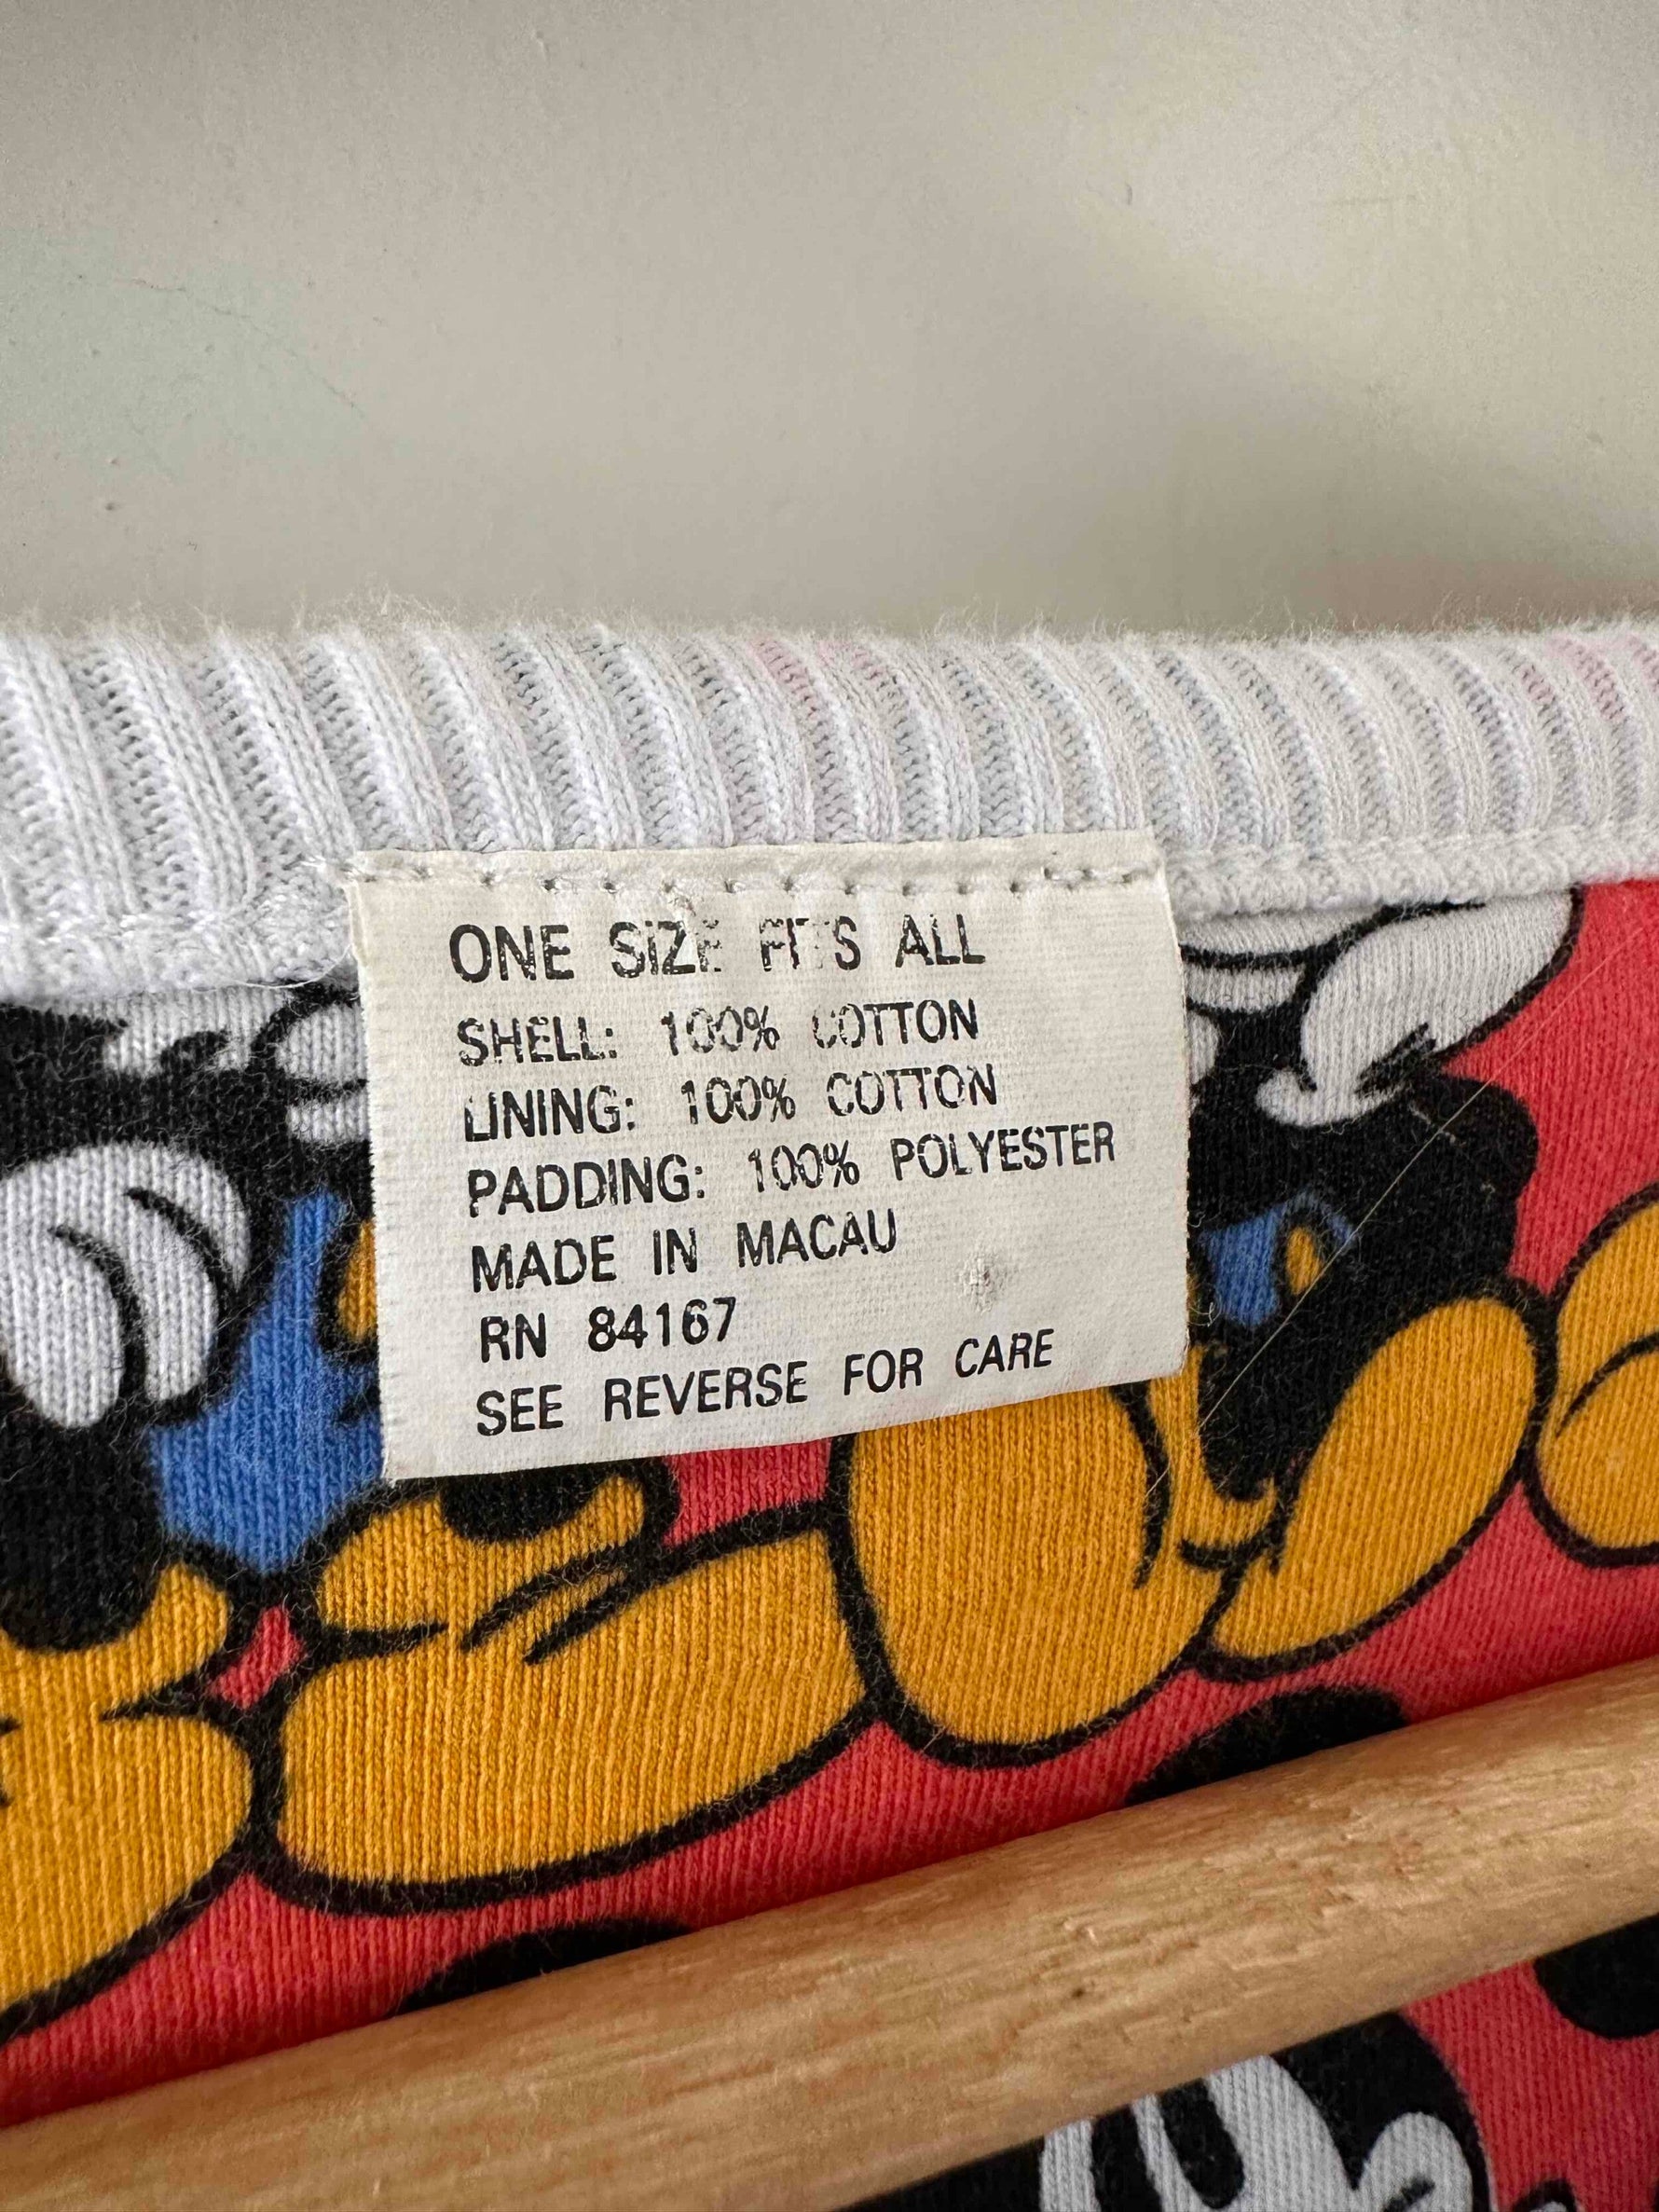 ONE SIZE FITS ALL
SHELL: 100% COTTON
LINING: 100% COTTON
PADDING: 100% POLYESTER
MADE IN MACAU
RN 84167
SEE REVERSE FOR CARE